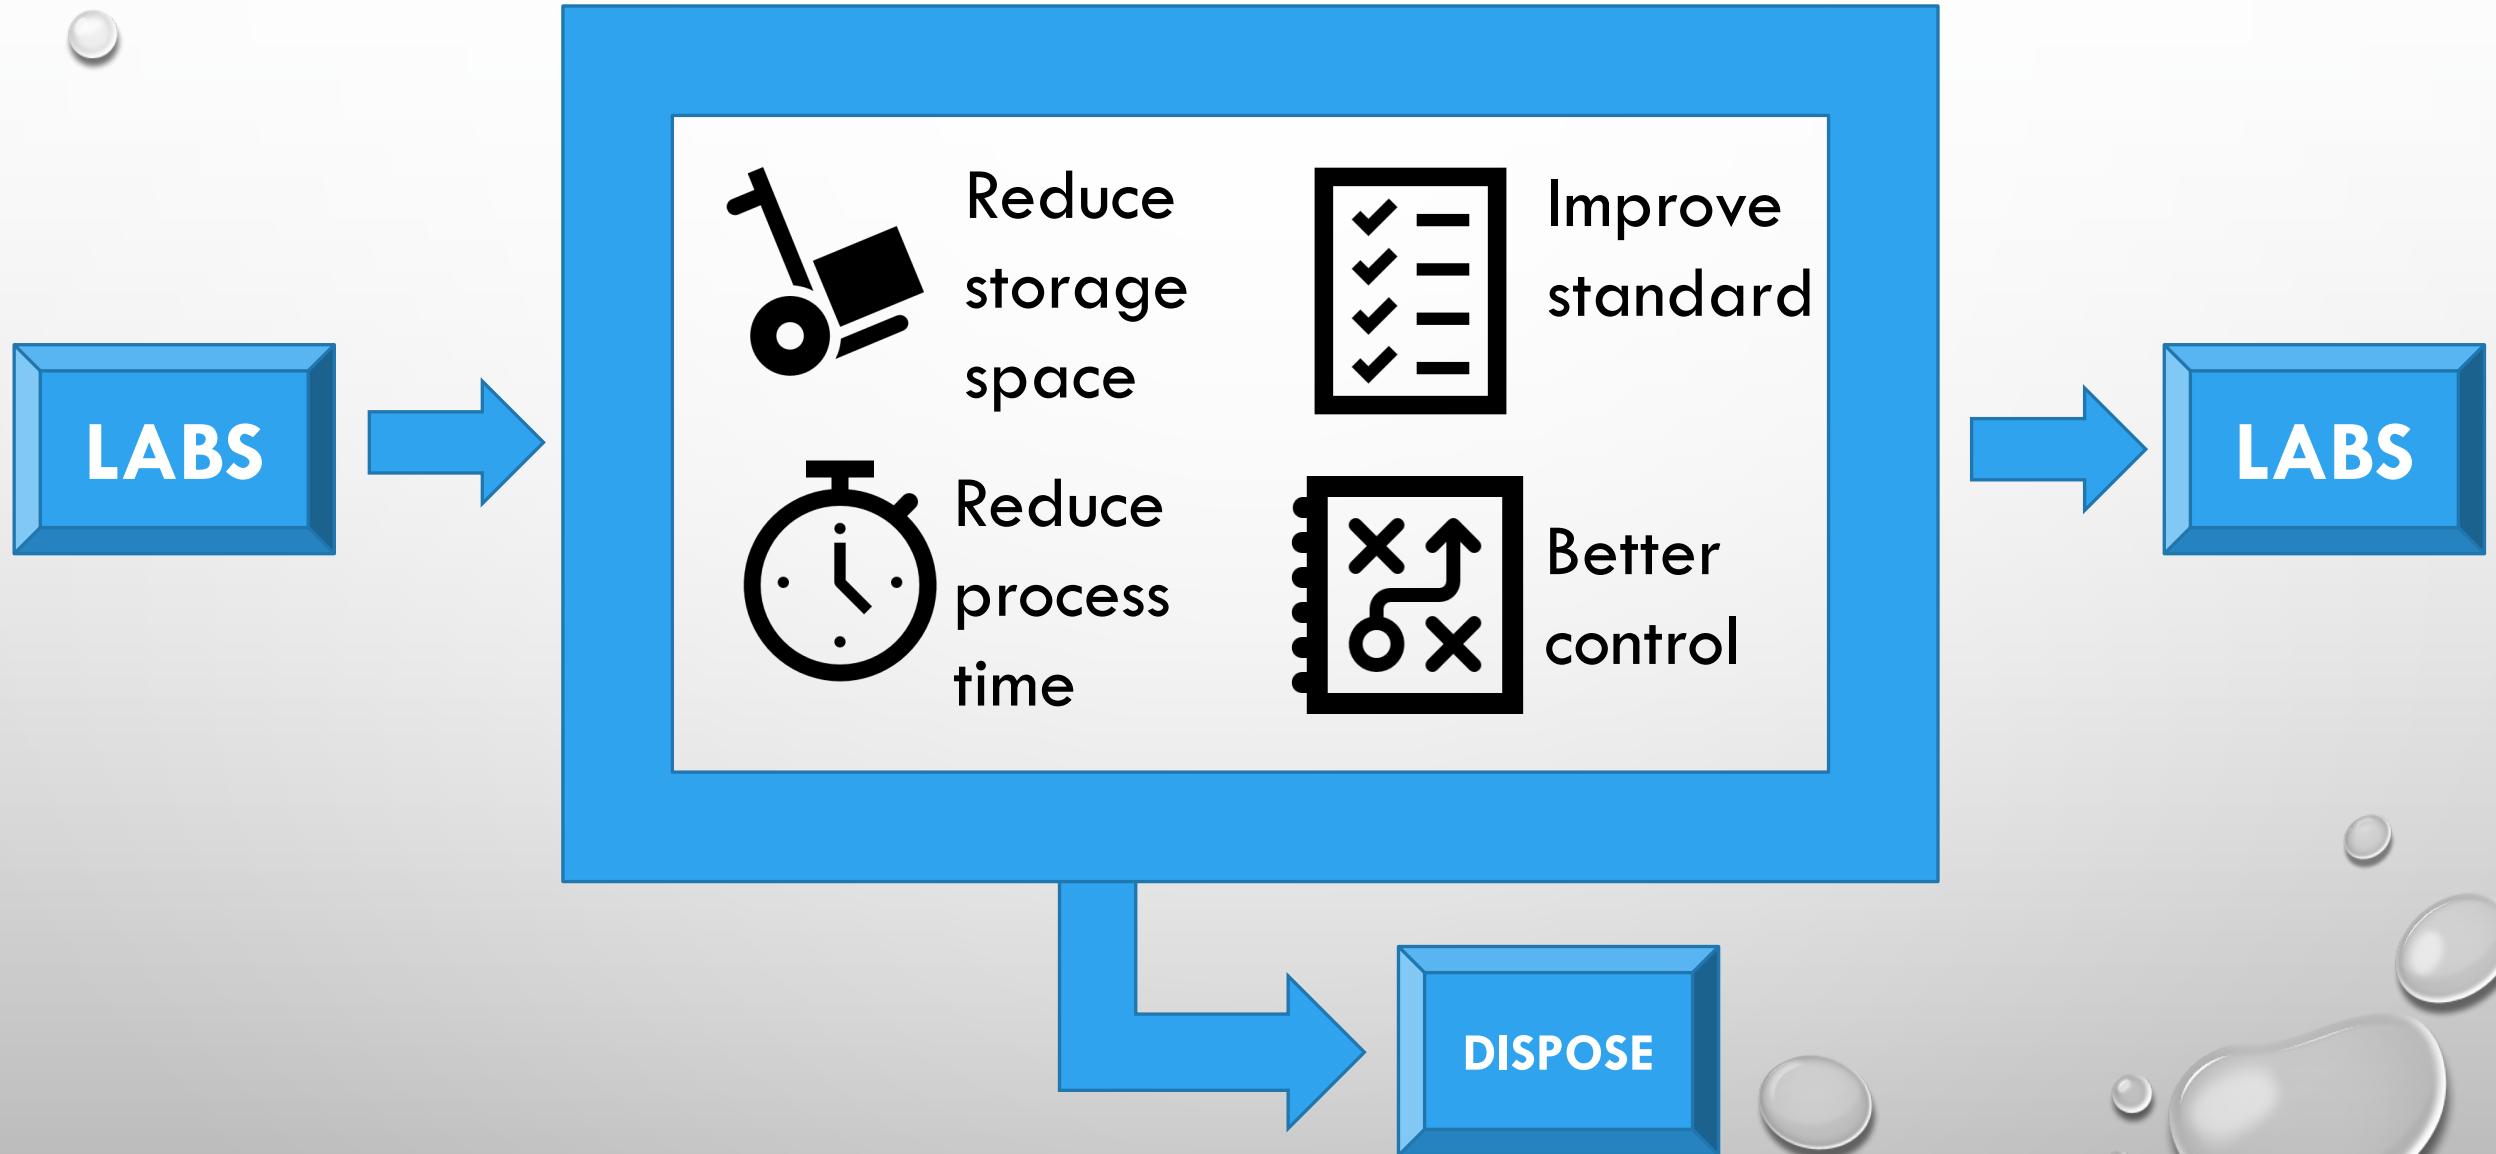 LABS
Reduce
storage
space
Improve
standard
Reduce
process
time
Better
control
LABS
DISPOSE